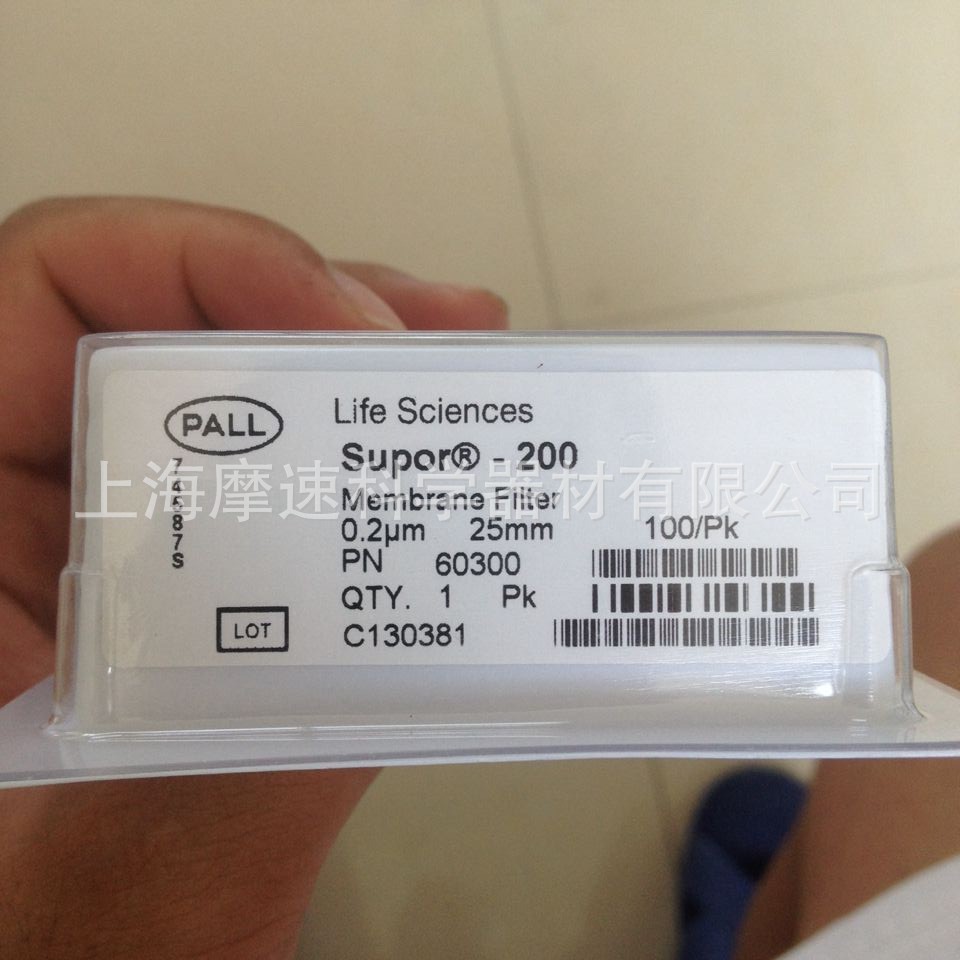 PALL
Life Sciences
Supor® - 200
Membrane Filter
0.2µm 25mm 100/Pk
PN 60300
QTY. 1 Pk
LOT
C130381
上海摩速科学器材有限公司